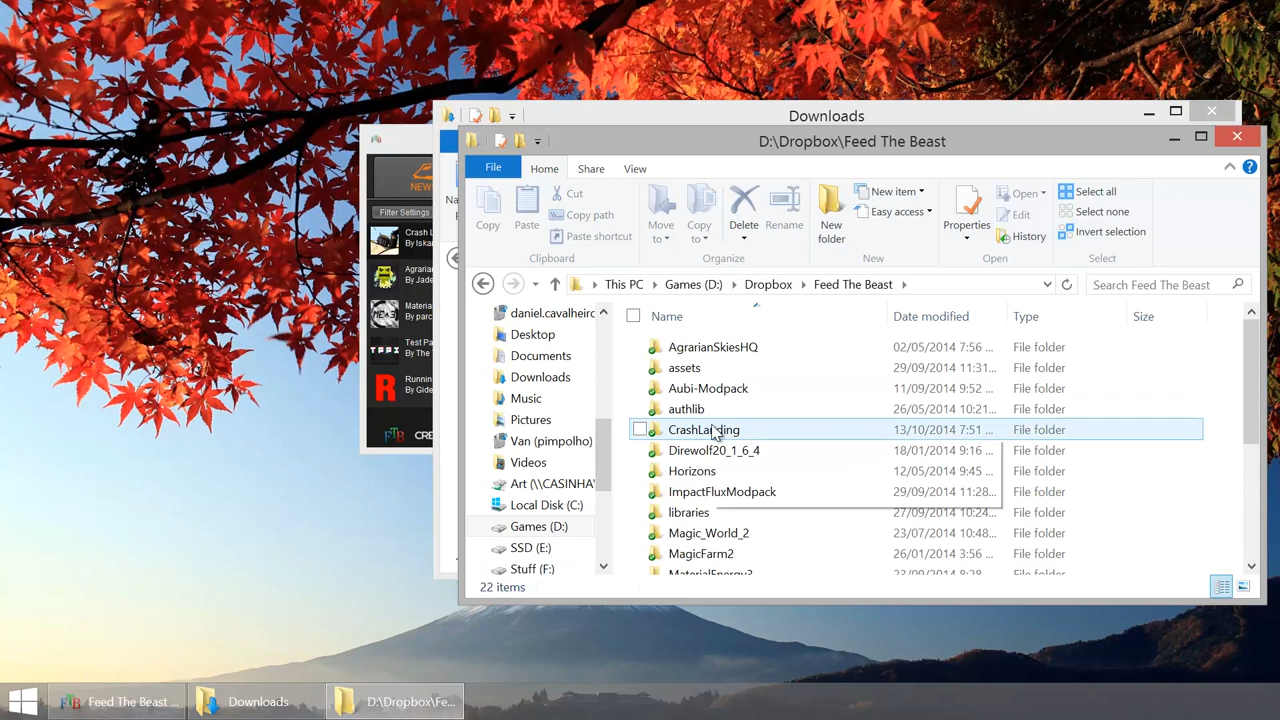 Downloads
D:\Dropbox\Feed The Beast
File
Home
Share
View
NEW
Filter Settings
Crash L
By Iskan
Agrarian
By Jade
Material
By parc
Test Pa
By The
Running
By Gide
FTB CRE
Copy
Paste
Cut
Copy path
Paste shortcut
Clipboard
Move to
Copy to
Delete
Rename
Organize
New folder
New item
Easy access
New
Properties
Open
Edit
History
Open
Select all
Select none
Invert selection
Select
This PC
Games (D:)
Dropbox
Feed The Beast
Search Feed The Beast
daniel.cavalheiro
Desktop
Documents
Downloads
Music
Pictures
Van (pimpolho)
Videos
Art (\\CASINHA\
Local Disk (C:)
Games (D:)
SSD (E:)
Stuff (F:)
Name Date modified Type Size
AgrarianSkiesHQ 02/05/2014 7:56 ... File folder
assets 29/09/2014 11:31... File folder
Aubi-Modpack 11/09/2014 9:52 ... File folder
authlib 26/05/2014 10:21... File folder
CrashLanding 13/10/2014 7:51 ... File folder
Direwolf20_1_6_4 18/01/2014 9:16 ... File folder
Horizons 12/05/2014 9:45 ... File folder
ImpactFluxModpack 29/09/2014 11:28... File folder
libraries 27/09/2014 10:24... File folder
Magic_World_2 23/07/2014 10:48... File folder
MagicFarm2 26/01/2014 3:56 ... File folder
MaterialEnergy3 23/09/2014 8:28 ... File folder
22 items
FTB Feed The Beast ...
Downloads
D:\Dropbox\Fe...